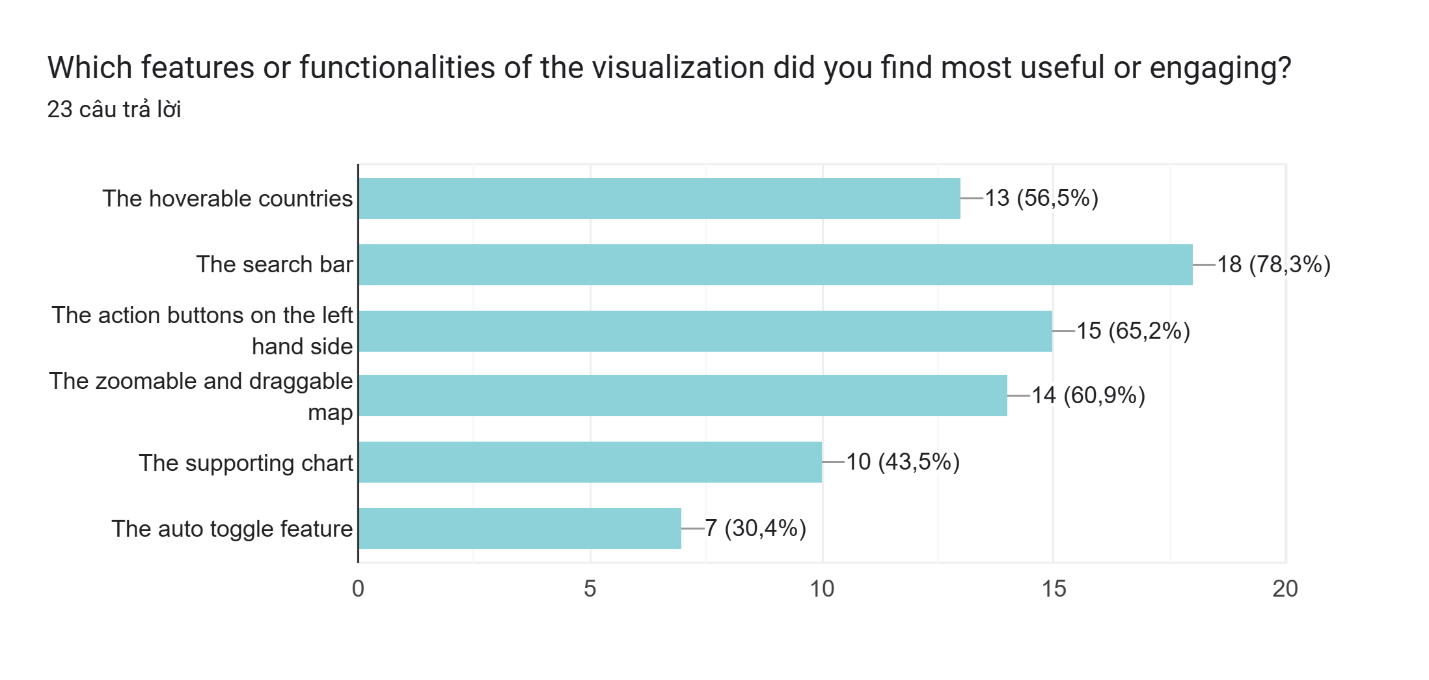 Which features or functionalities of the visualization did you find most useful or engaging?
23 câu trả lời
The hoverable countries
13 (56,5%)
The search bar
18 (78,3%)
The action buttons on the left
hand side
15 (65,2%)
The zoomable and draggable
map
14 (60,9%)
The supporting chart
10 (43,5%)
The auto toggle feature
7 (30,4%)
0 5 10 15 20